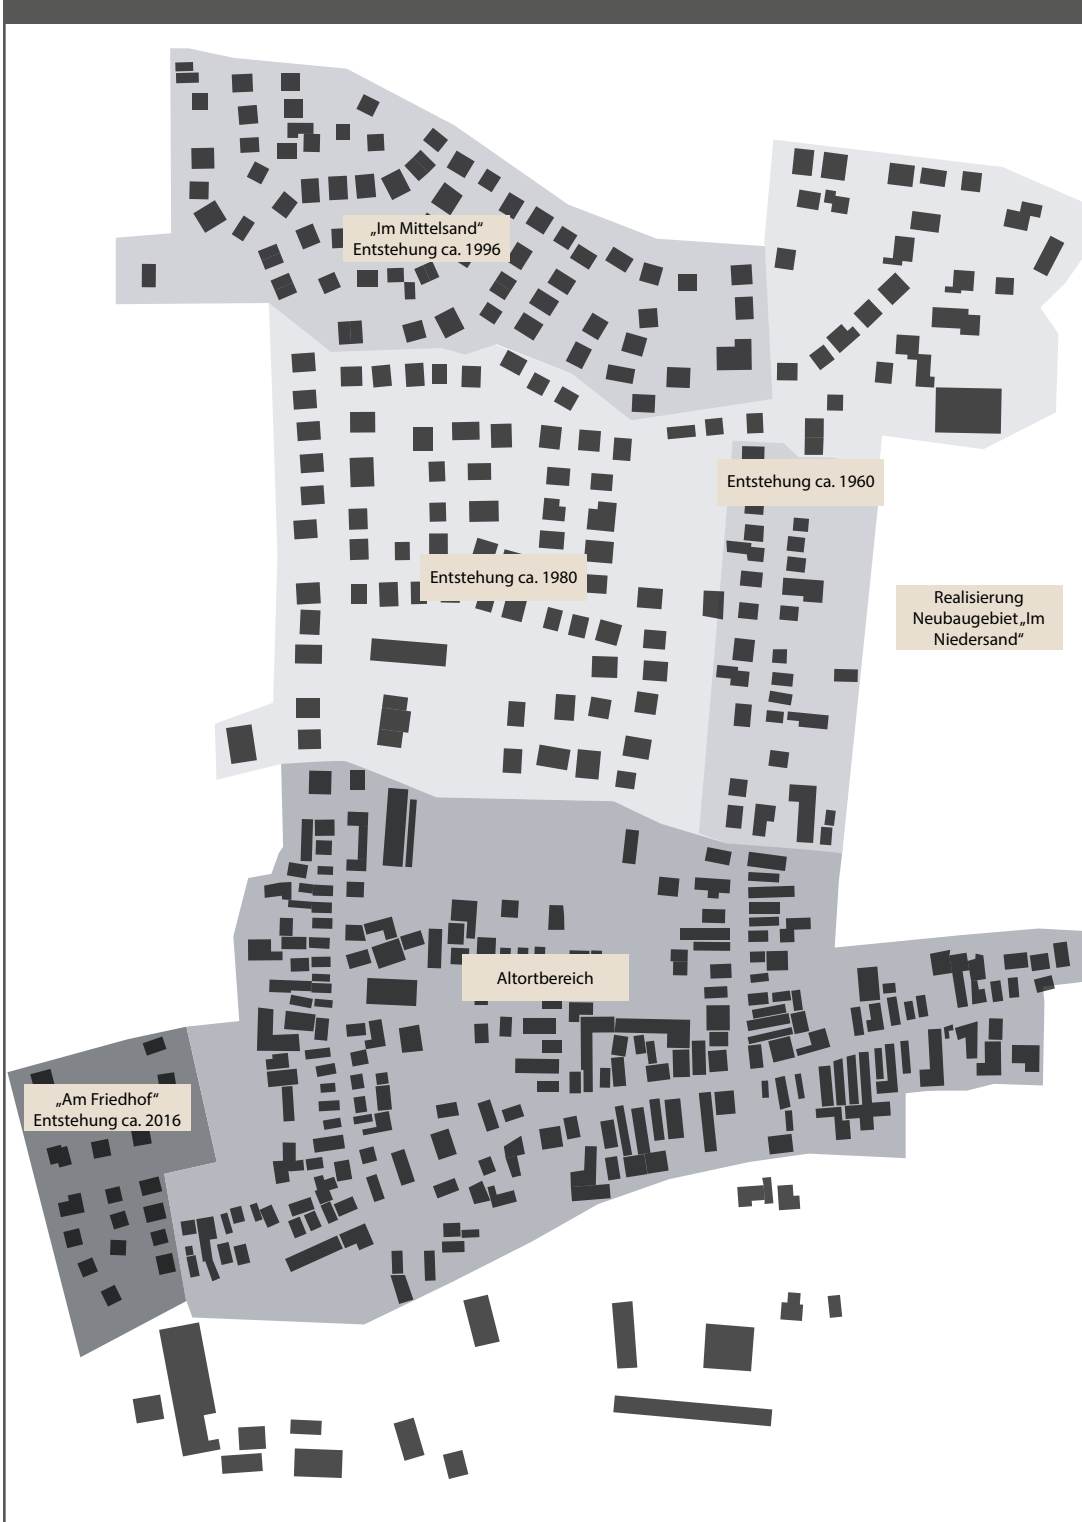 „Im Mittelsand“
Entstehung ca. 1996
Entstehung ca. 1960
Entstehung ca. 1980
Realisierung
Neubaugebiet „Im
Niedersand“
Altortbereich
„Am Friedhof“
Entstehung ca. 2016